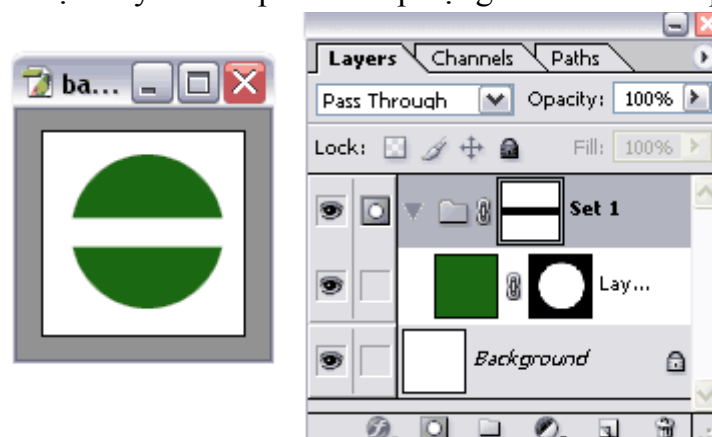 Layers Channels Paths
ba...
Pass Through Opacity: 100%
Lock: Fill: 100%
Set 1
Lay...
Background